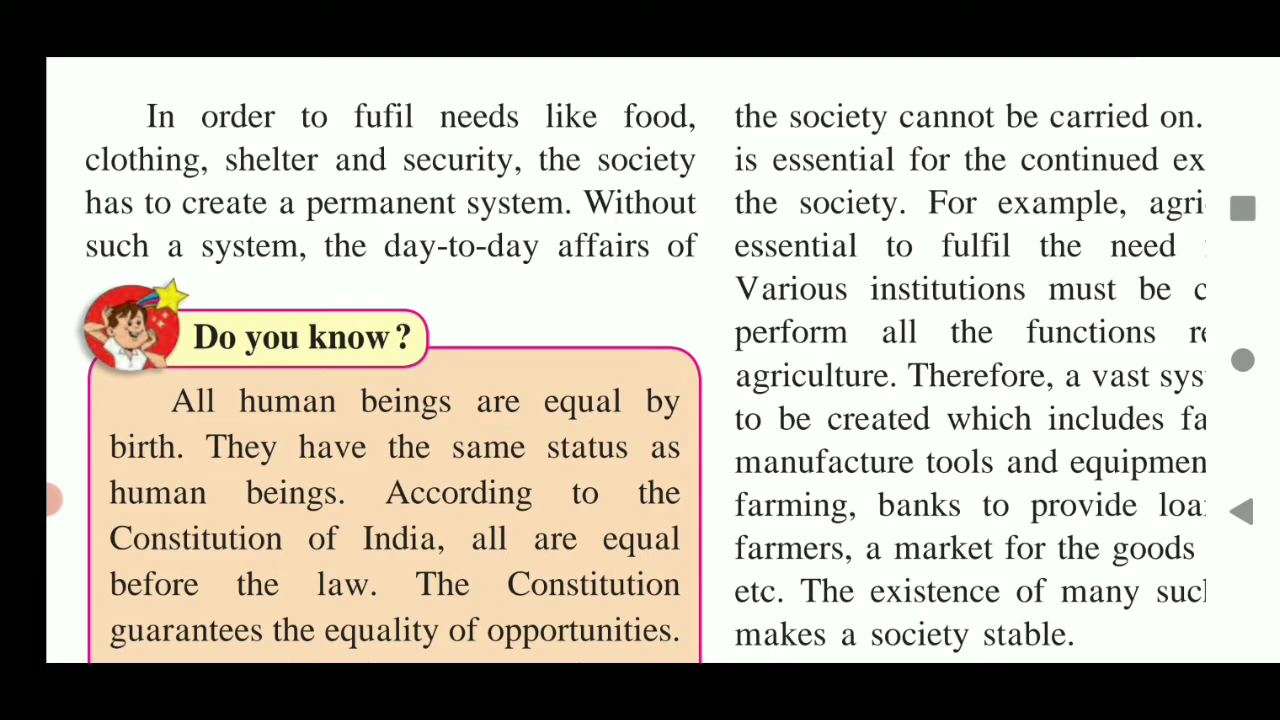 In order to fufil needs like food,
clothing, shelter and security, the society
has to create a permanent system. Without
such a system, the day-to-day affairs of
Do you know?
All human beings are equal by
birth. They have the same status as
human beings. According to the
Constitution of India, all are equal
before the law. The Constitution
guarantees the equality of opportunities.
the society cannot be carried on.
is essential for the continued
the society. For example,
essential to fulfil the need
Various institutions must be
perform all the functions
agriculture. Therefore, a vast
to be created which includes
manufacture tools and
farming, banks to provide
farmers, a market for the goods
etc. The existence of many
makes a society stable.